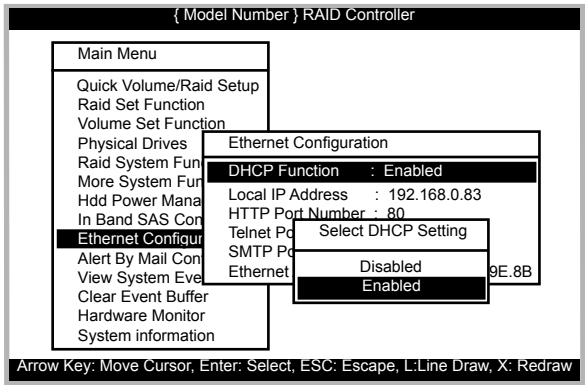 { Model Number } RAID Controller
Main Menu
Quick Volume/Raid Setup
Raid Set Function
Volume Set Function
Physical Drives
Raid System Fun
More System Fun
Hdd Power Mana
In Band SAS Con
Ethernet Configur
Alert By Mail Con
View System Eve
Clear Event Buffer
Hardware Monitor
System information
Ethernet Configuration
DHCP Function : Enabled
Local IP Address : 192.168.0.83
HTTP Port Number : 80
Telnet Po
SMTP Po
Ethernet 9E.8B
Select DHCP Setting
Disabled
Enabled
Arrow Key: Move Cursor, Enter: Select, ESC: Escape, L:Line Draw, X: Redraw